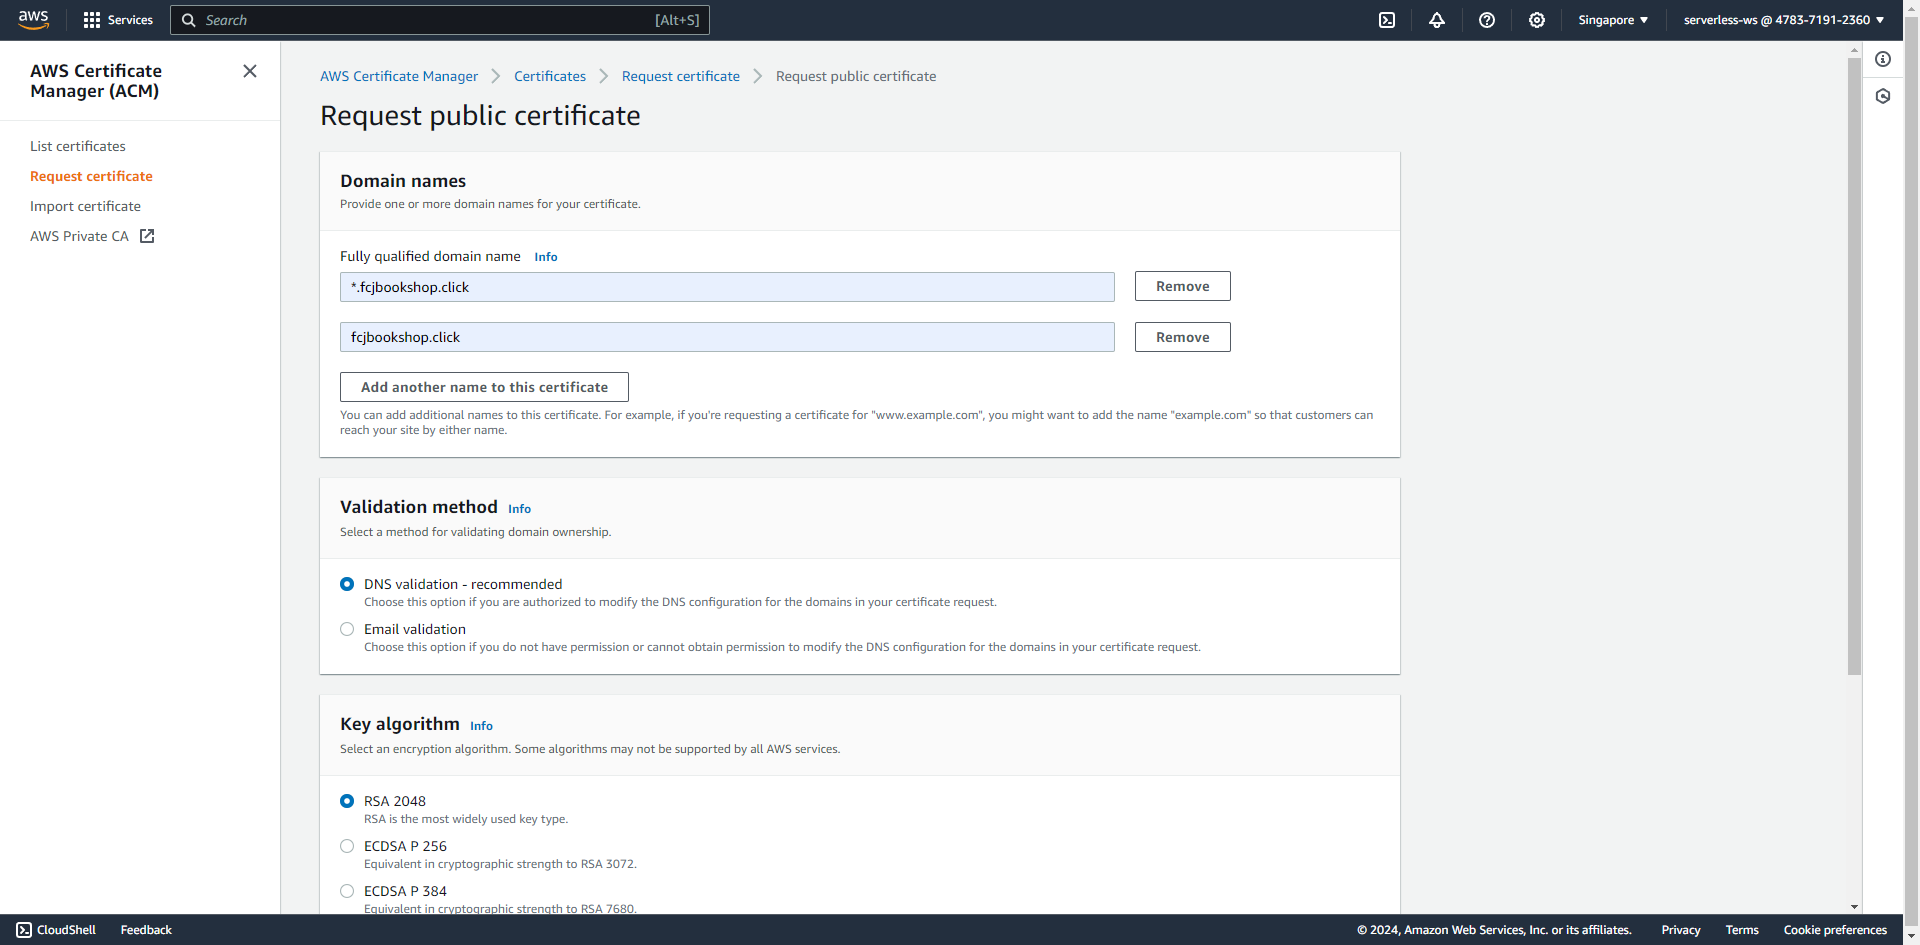 aws
Services
Search
[Alt+S]
Singapore
serverless-ws @ 4783-7191-2360
AWS Certificate
Manager (ACM)
List certificates
Request certificate
Import certificate
AWS Private CA
AWS Certificate Manager
Certificates
Request certificate
Request public certificate
Request public certificate
Domain names
Provide one or more domain names for your certificate.
Fully qualified domain name Info
*.fcjbookshop.click
Remove
fcjbookshop.click
Remove
Add another name to this certificate
You can add additional names to this certificate. For example, if you're requesting a certificate for "www.example.com", you might want to add the name "example.com" so that customers can
reach your site by either name.
Validation method Info
Select a method for validating domain ownership.
DNS validation - recommended
Choose this option if you are authorized to modify the DNS configuration for the domains in your certificate request.
Email validation
Choose this option if you do not have permission or cannot obtain permission to modify the DNS configuration for the domains in your certificate request.
Key algorithm Info
Select an encryption algorithm. Some algorithms may not be supported by all AWS services.
RSA 2048
RSA is the most widely used key type.
ECDSA P 256
Equivalent in cryptographic strength to RSA 3072.
ECDSA P 384
Equivalent in cryptographic strength to RSA 7680.
CloudShell
Feedback
© 2024, Amazon Web Services, Inc. or its affiliates.
Privacy
Terms
Cookie preferences